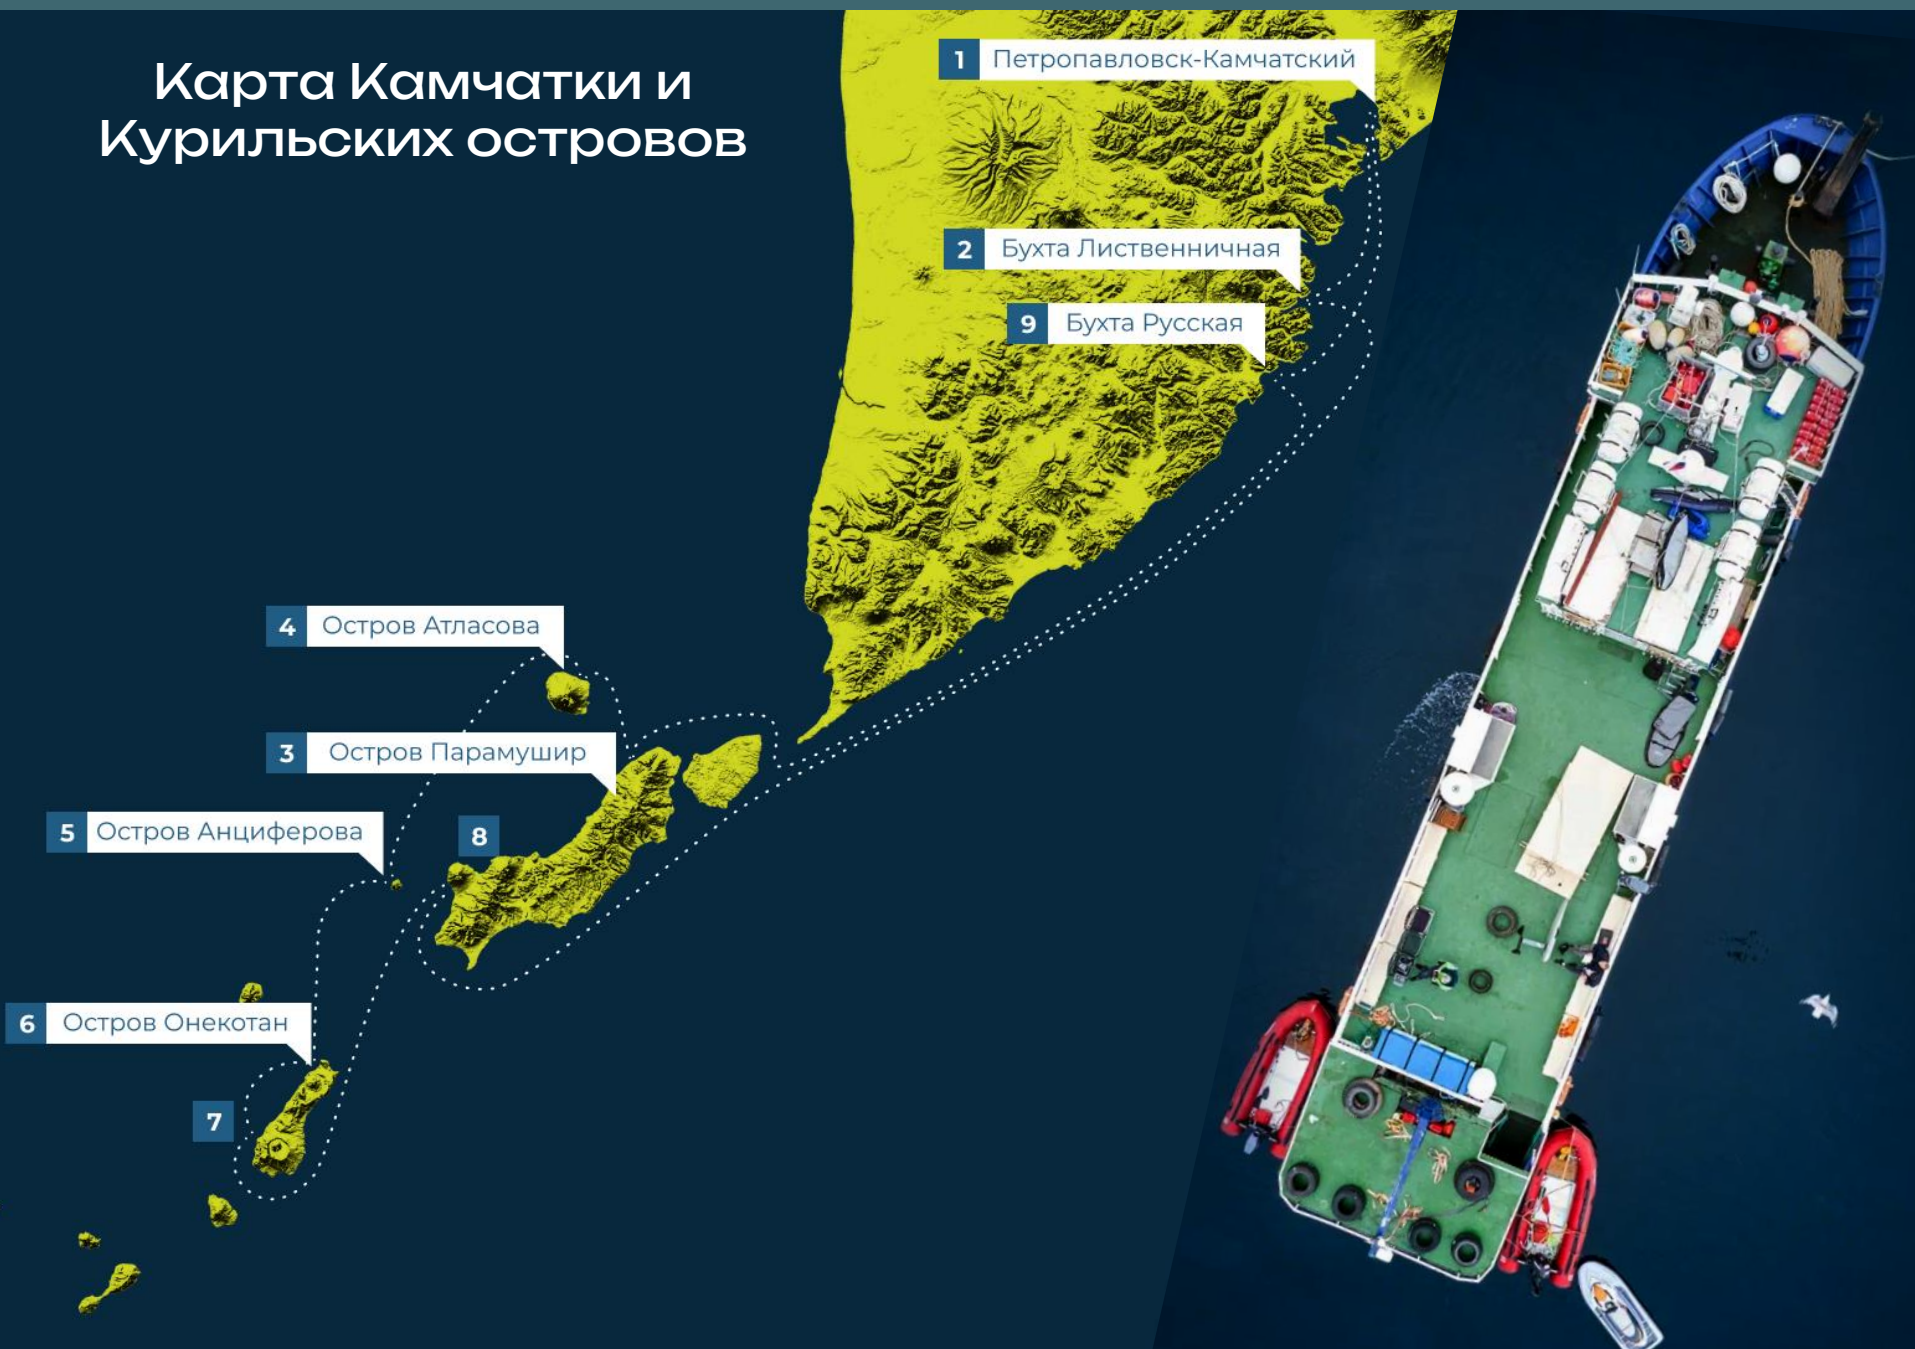 Карта Камчатки и
Курильских островов
1 Петропавловск-Камчатский
2 Бухта Лиственничная
9 Бухта Русская
4 Остров Атласова
3 Остров Парамушир
5 Остров Анциферова
8
6 Остров Онекотан
7